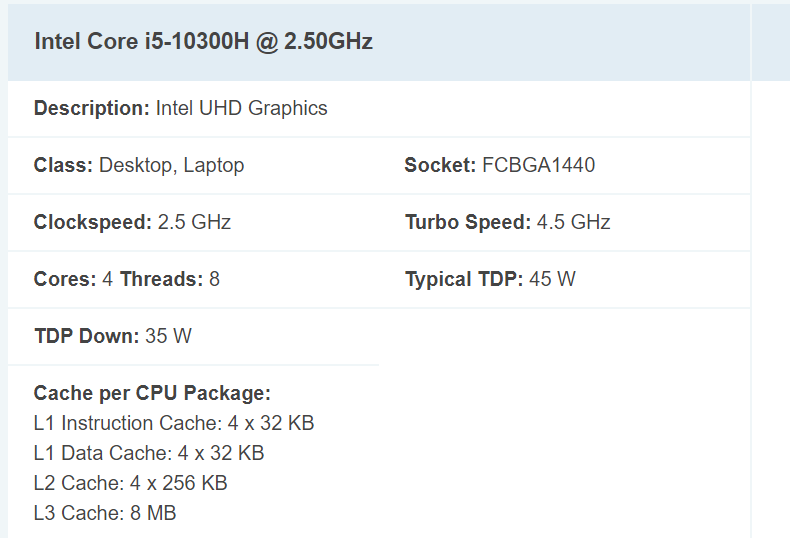 Intel Core i5-10300H @ 2.50GHz
Description: Intel UHD Graphics
Class: Desktop, Laptop
Socket: FCBGA1440
Clockspeed: 2.5 GHz
Turbo Speed: 4.5 GHz
Cores: 4 Threads: 8
Typical TDP: 45 W
TDP Down: 35 W
Cache per CPU Package:
L1 Instruction Cache: 4 x 32 KB
L1 Data Cache: 4 x 32 KB
L2 Cache: 4 x 256 KB
L3 Cache: 8 MB